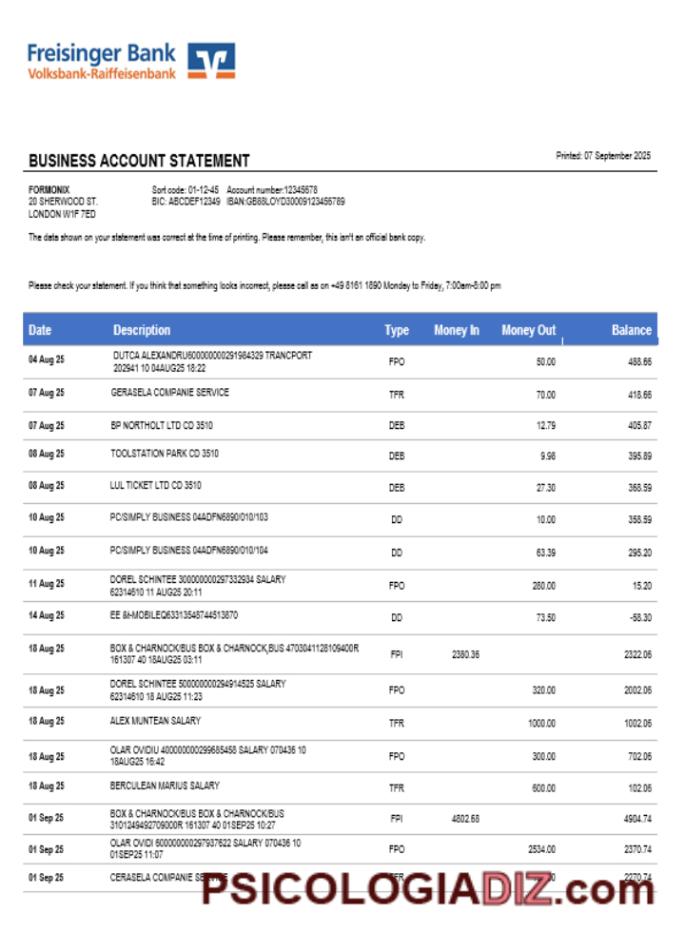 Freisinger Bank
Volksbank-Raiffeisenbank
BUSINESS ACCOUNT STATEMENT
Printed: 07 September 2025
FORMONIX Sort code: 01-12-45 Account number:12345678
20 SHERWOOD ST. BIC: ABCDEF12349 IBAN:GB88LOYD30009123456789
LONDON W1F 7ED
The data shown on your statement was correct at the time of printing. Please remember, this isn't an official bank copy.
Please check your statement. If you think that something looks incorrect, please call as on +49 8161 1890 Monday to Friday, 7:00am-8:00 pm
Date Description Type Money In Money Out Balance
04 Aug 25 DUTCA ALEXANDRU600000000291984329 TRANCPORT FPO 50.00 488.66
202941 10 04AUG25 18:22
07 Aug 25 GERASELA COMPANIE SERVICE TFR 70.00 418.66
07 Aug 25 BP NORTHOLT LTD CD 3510 DEB 12.79 405.87
08 Aug 25 TOOLSTATION PARK CD 3510 DEB 9.98 395.89
08 Aug 25 LUL TICKET LTD CD 3510 DEB 27.30 368.59
10 Aug 25 PC/SIMPLY BUSINESS 04ADFN6890/010/103 DD 10.00 358.59
10 Aug 25 PC/SIMPLY BUSINESS 04ADFN6890/010/104 DD 63.39 295.20
11 Aug 25 DOREL SCHINTEE 300000000297332934 SALARY FPO 280.00 15.20
62314610 11 AUG25 20:11
14 Aug 25 EE &I-MOBILEQ63313548744513870 DD 73.50 -58.30
18 Aug 25 BOX & CHARNOCK/BUS BOX & CHARNOCK,BUS 4703041128109400R FPI 2380.36 2322.06
161307 40 18AUG25 03:11
18 Aug 25 DOREL SCHINTEE 500000000294914525 SALARY FPO 320.00 2002.06
62314610 18 AUG25 11:23
18 Aug 25 ALEX MUNTEAN SALARY TFR 1000.00 1002.06
18 Aug 25 OLAR OVIDIU 400000000299685458 SALARY 070436 10 FPO 300.00 702.06
18AUG25 16:42
18 Aug 25 BERCULEAN MARIUS SALARY TFR 600.00 102.06
01 Sep 25 BOX & CHARNOCK/BUS BOX & CHARNOCK/BUS FPI 4802.68 4904.74
3101249492709000R 161307 40 01SEP25 10:27
01 Sep 25 OLAR OVIDI 600000000297937622 SALARY 070436 10 FPO 2534.00 2370.74
01SEP25 11:07
01 Sep 25 CERASELA COMPANIE 2270.74
PSICOLOGIADIZ.com